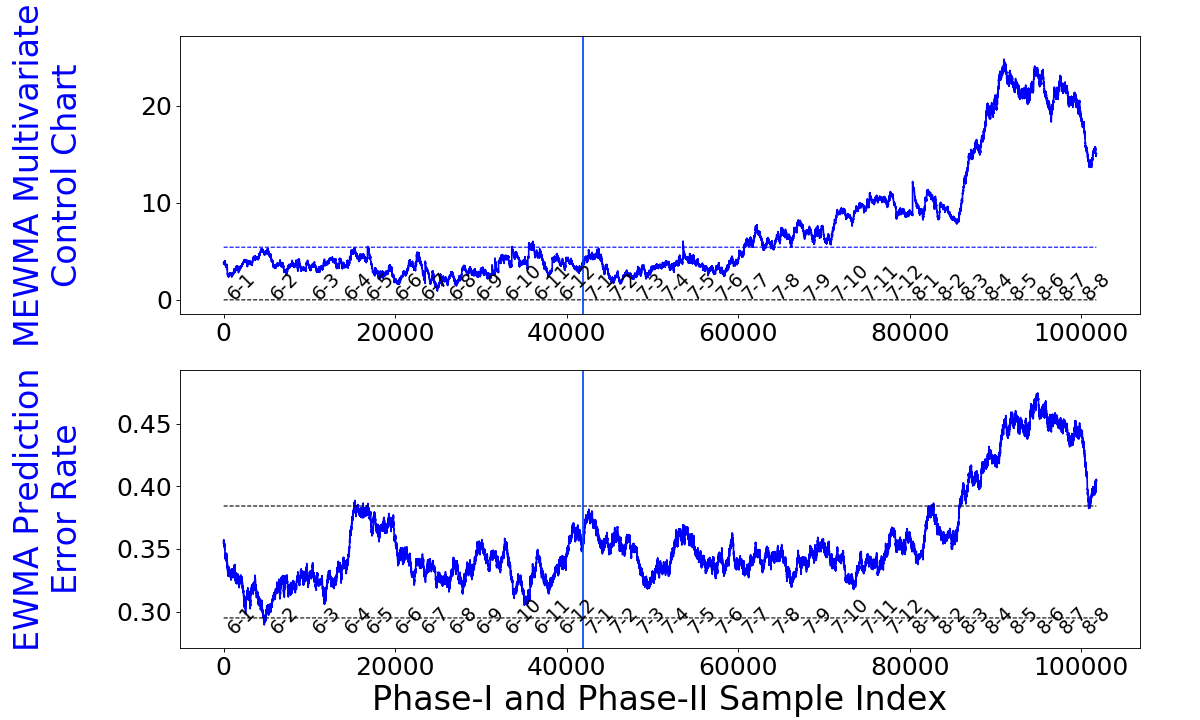 MEWMA Multivariate
Control Chart
20
10
0
6-1 6-2 6-3 6-4 6-5 6-6 6-7 6-8 6-9 6-10 6-11 6-12 7-1 7-2 7-3 7-4 7-5 7-6 7-7 7-8 7-9 7-10 7-11 7-12 8-1 8-2 8-3 8-4 8-5 8-6 8-7 8-8
0 20000 40000 60000 80000 100000
EWMA Prediction
Error Rate
0.45
0.40
0.35
0.30
6-1 6-2 6-3 6-4 6-5 6-6 6-7 6-8 6-9 6-10 6-11 6-12 7-1 7-2 7-3 7-4 7-5 7-6 7-7 7-8 7-9 7-10 7-11 7-12 8-1 8-2 8-3 8-4 8-5 8-6 8-7 8-8
0 20000 40000 60000 80000 100000
Phase-I and Phase-II Sample Index